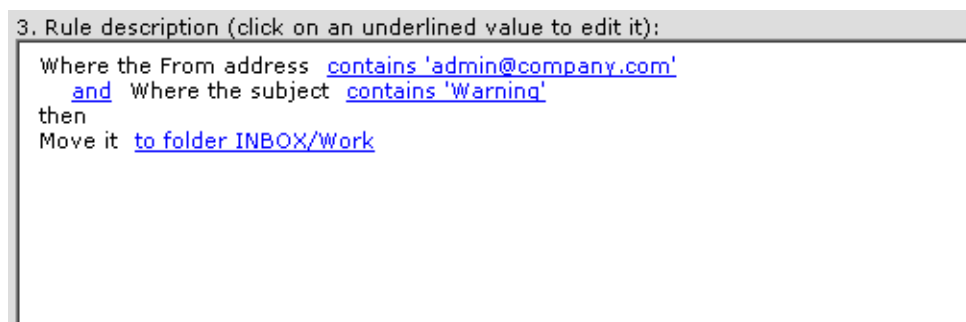 3. Rule description (click on an underlined value to edit it):
Where the From address contains 'admin@company.com'
and Where the subject contains 'Warning'
then
Move it to folder INBOX/Work